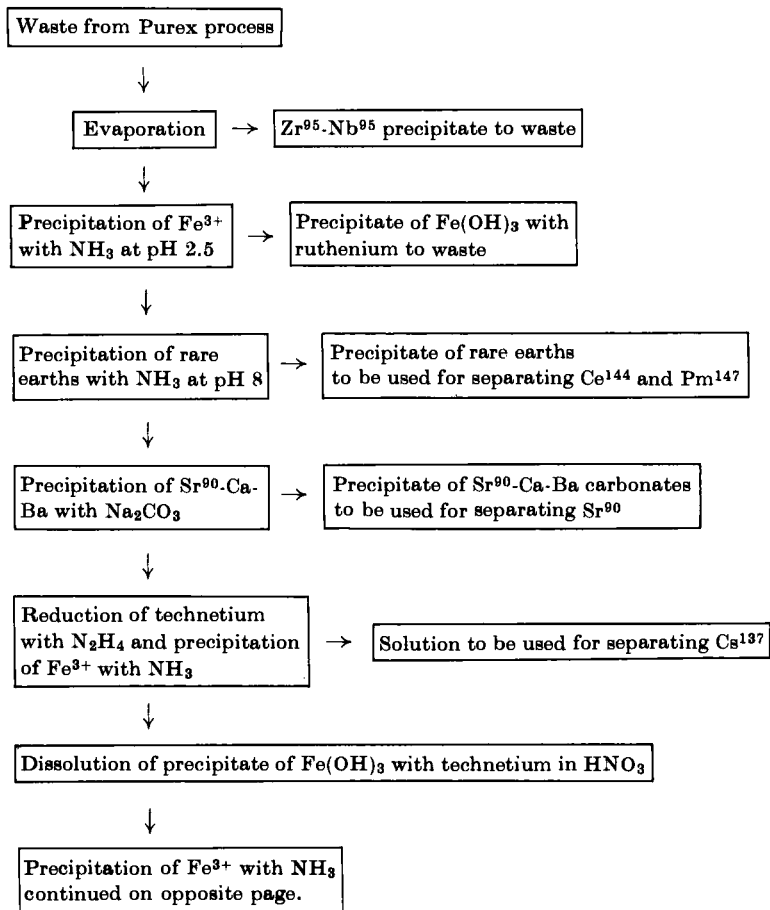 Waste from Purex process
↓
Evaporation → Zr⁹⁵-Nb⁹⁵ precipitate to waste
↓
Precipitation of Fe³⁺
with NH₃ at pH 2.5
→
Precipitate of Fe(OH)₃ with
ruthenium to waste
↓
Precipitation of rare
earths with NH₃ at pH 8
→
Precipitate of rare earths
to be used for separating Ce¹⁴⁴ and Pm¹⁴⁷
↓
Precipitation of Sr⁹⁰-Ca-
Ba with Na₂CO₃
→
Precipitate of Sr⁹⁰-Ca-Ba carbonates
to be used for separating Sr⁹⁰
↓
Reduction of technetium
with N₂H₄ and precipitation
of Fe³⁺ with NH₃
→
Solution to be used for separating Cs¹³⁷
↓
Dissolution of precipitate of Fe(OH)₃ with technetium in HNO₃
↓
Precipitation of Fe³⁺ with NH₃
continued on opposite page.